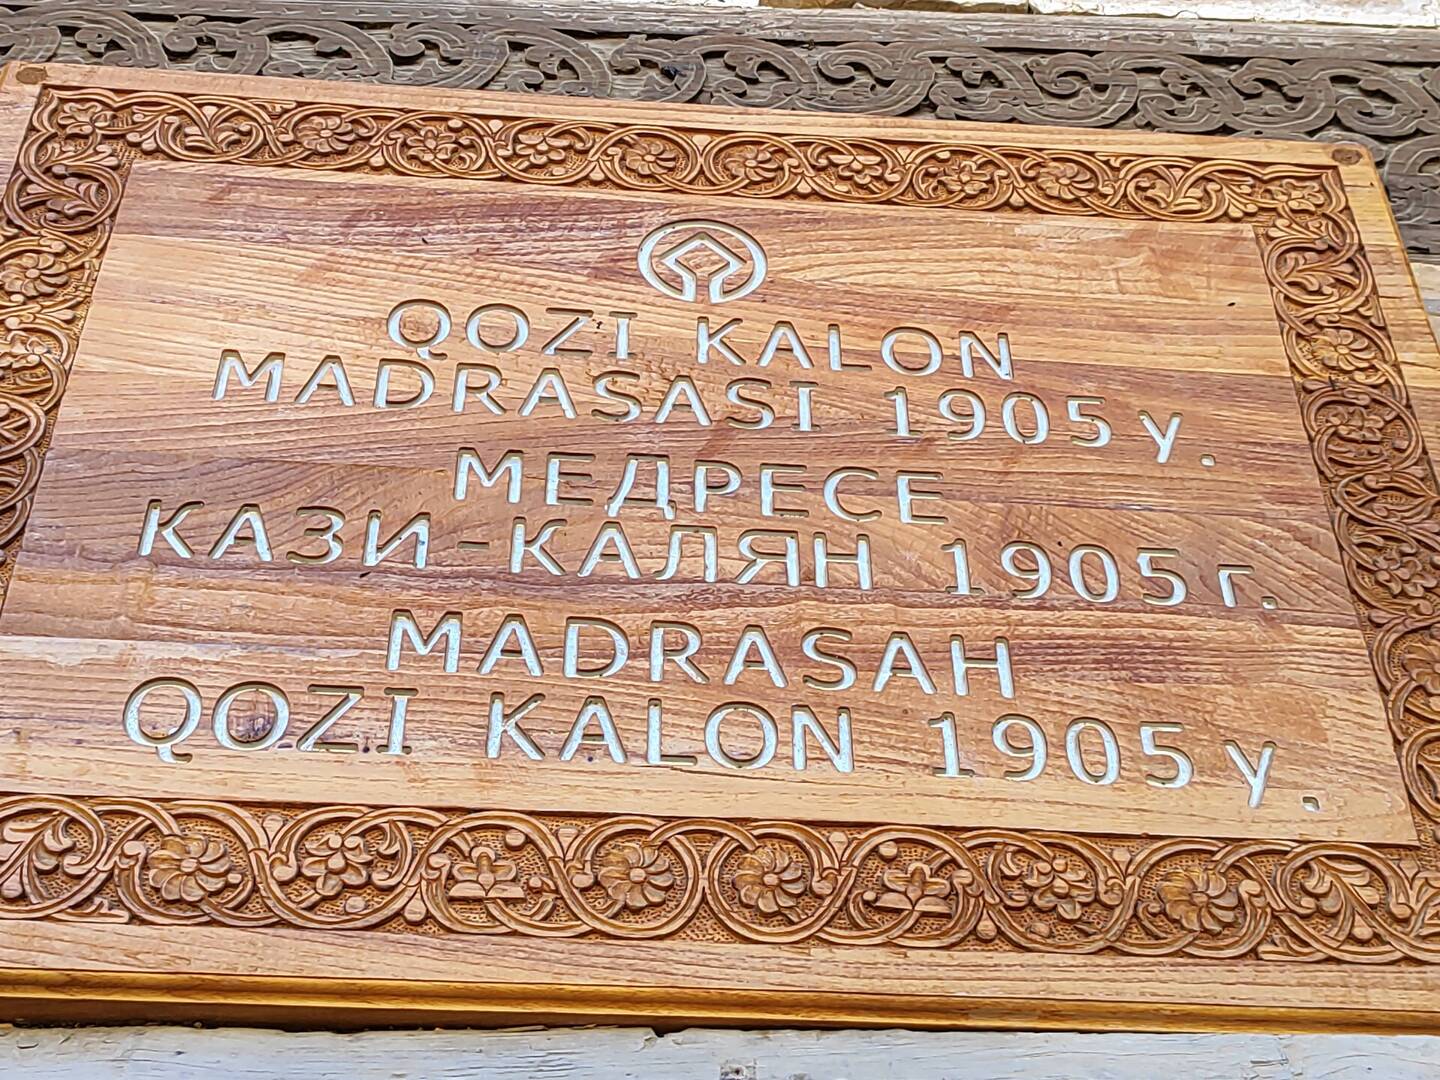 QOZI KALON
MADRASASI 1905 y.
МЕДРЕСЕ
КАЗИ-КАЛЯН 1905 г.
MADRASAH
QOZI KALON 1905 y.